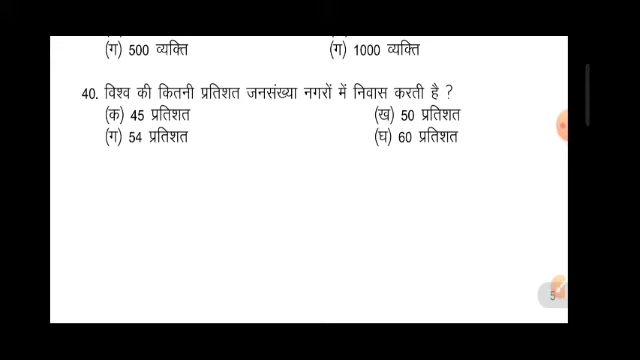 (ग) 500 व्यक्ति (ग) 1000 व्यक्ति
40. विश्व की कितनी प्रतिशत जनसंख्या नगरों में निवास करती है ?
(क) 45 प्रतिशत (ख) 50 प्रतिशत
(ग) 54 प्रतिशत (घ) 60 प्रतिशत
5